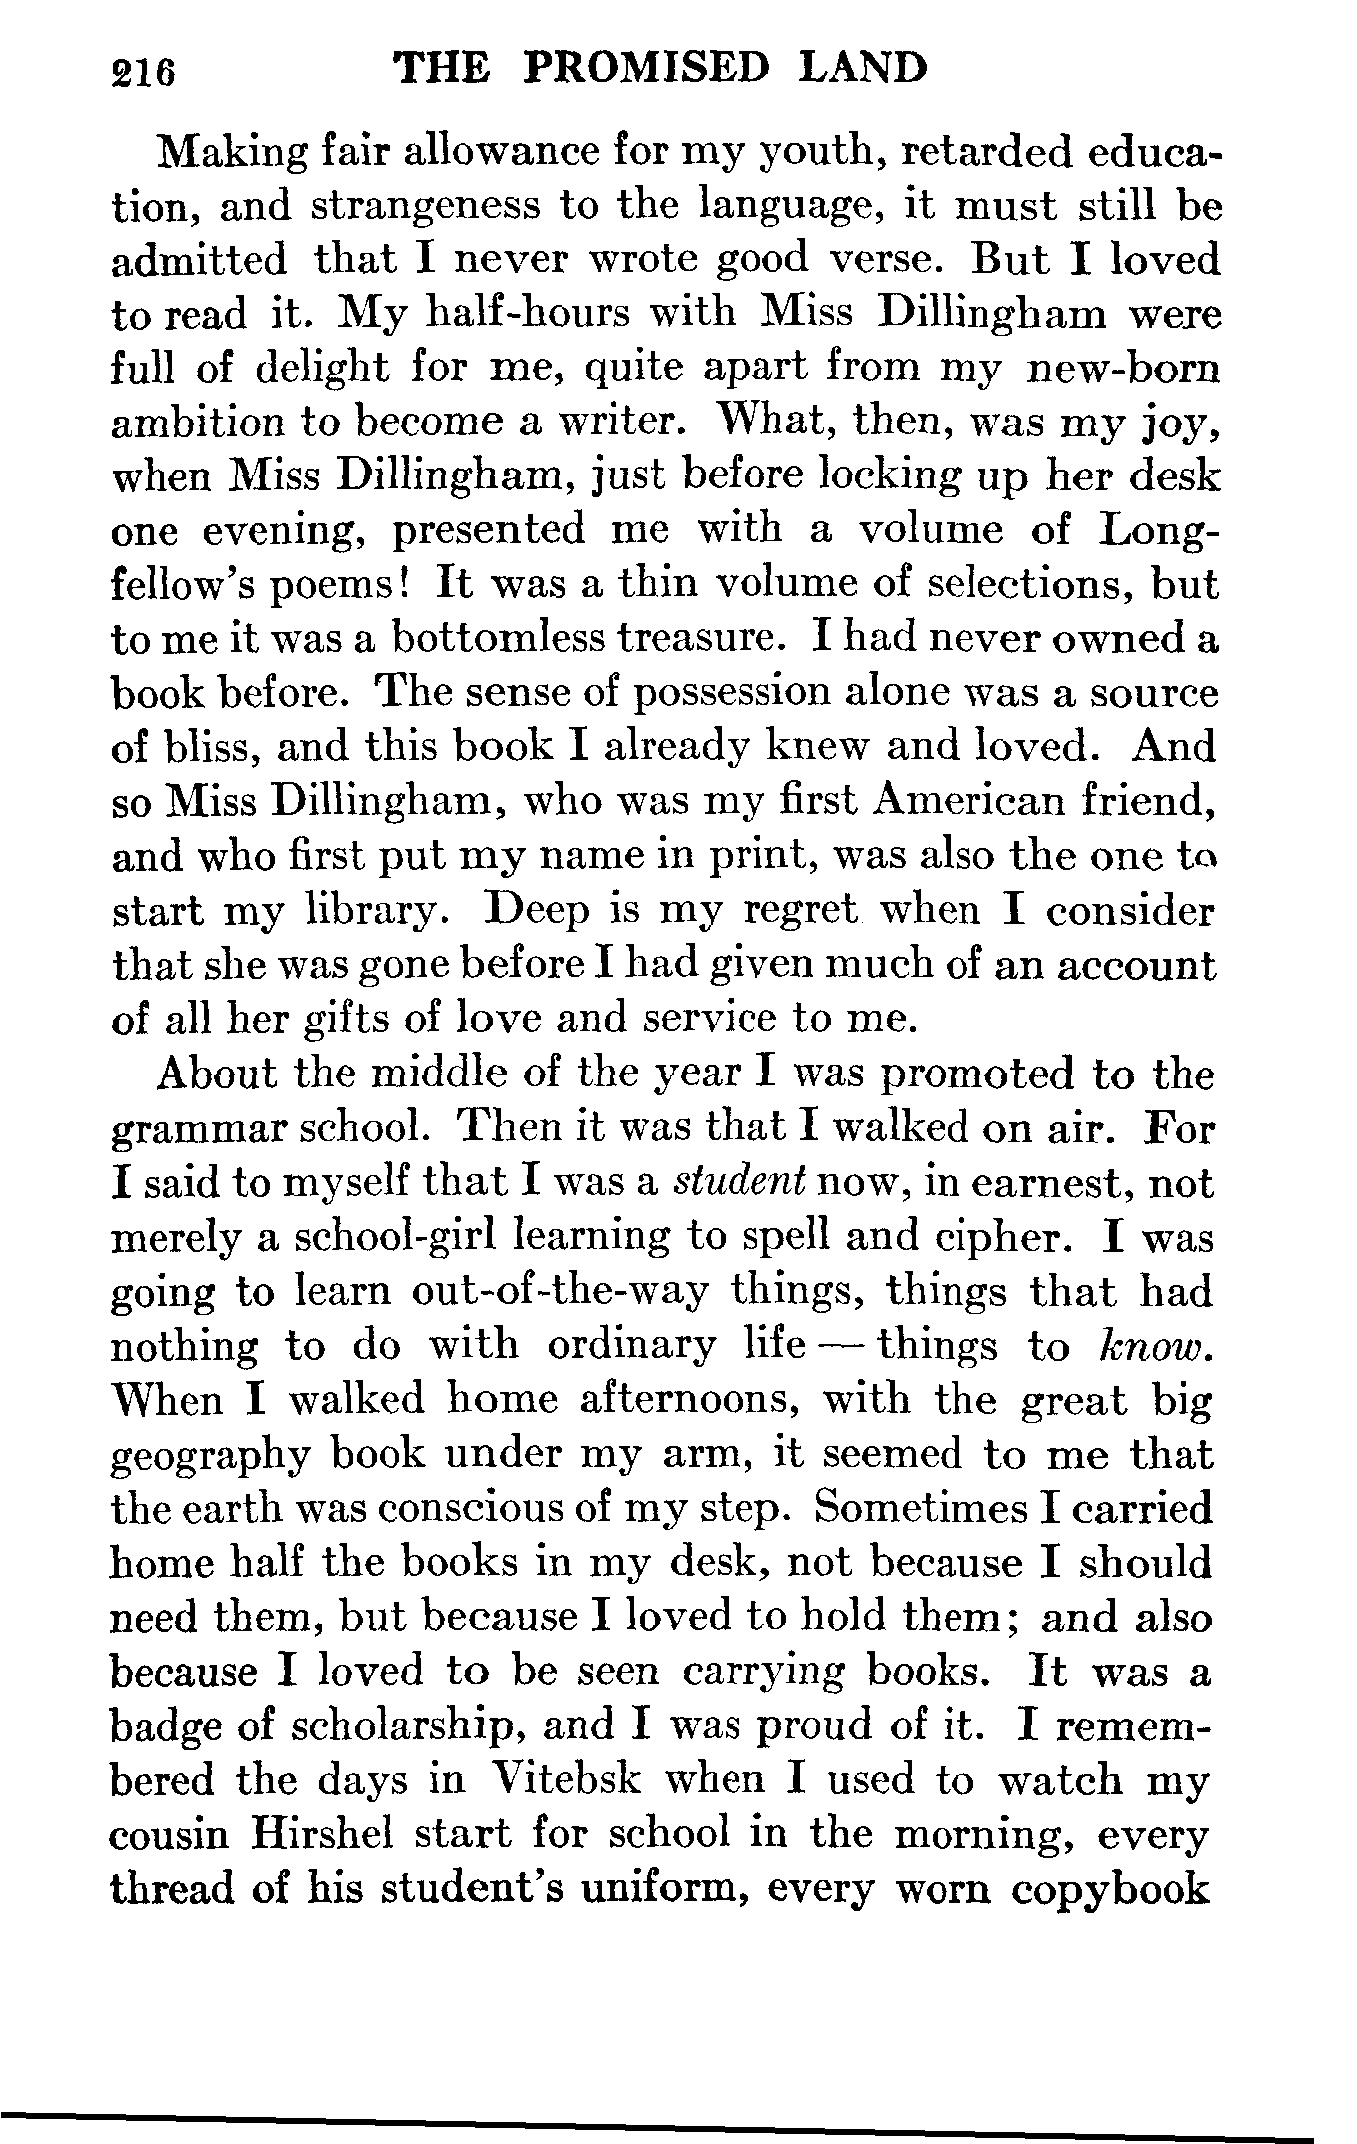 216 THE PROMISED LAND
Making fair allowance for my youth, retarded educa-
tion, and strangeness to the language, it must still be
admitted that I never wrote good verse. But I loved
to read it. My half-hours with Miss Dillingham were
full of delight for me, quite apart from my new-born
ambition to become a writer. What, then, was my joy,
when Miss Dillingham, just before locking up her desk
one evening, presented me with a volume of Long-
fellow's poems! It was a thin volume of selections, but
to me it was a bottomless treasure. I had never owned a
book before. The sense of possession alone was a source
of bliss, and this book I already knew and loved. And
so Miss Dillingham, who was my first American friend,
and who first put my name in print, was also the one to
start my library. Deep is my regret when I consider
that she was gone before I had given much of an account
of all her gifts of love and service to me.
About the middle of the year I was promoted to the
grammar school. Then it was that I walked on air. For
I said to myself that I was a student now, in earnest, not
merely a school-girl learning to spell and cipher. I was
going to learn out-of-the-way things, things that had
nothing to do with ordinary life — things to know.
When I walked home afternoons, with the great big
geography book under my arm, it seemed to me that
the earth was conscious of my step. Sometimes I carried
home half the books in my desk, not because I should
need them, but because I loved to hold them; and also
because I loved to be seen carrying books. It was a
badge of scholarship, and I was proud of it. I remem-
bered the days in Vitebsk when I used to watch my
cousin Hirshel start for school in the morning, every
thread of his student's uniform, every worn copybook